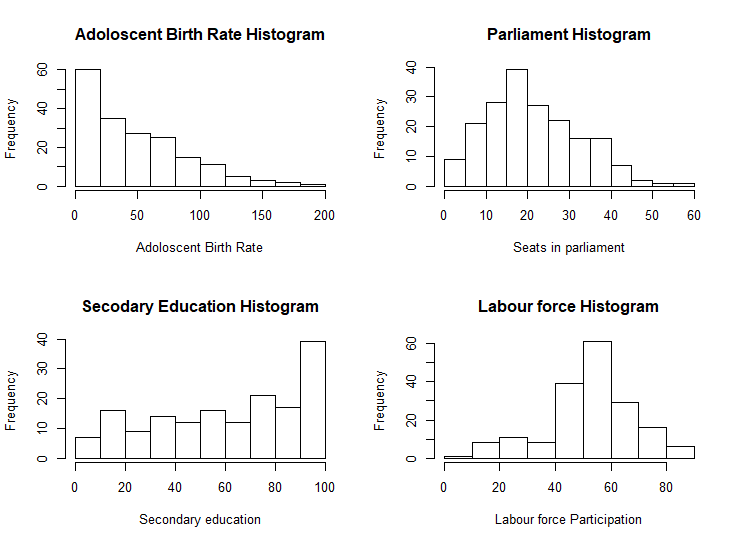 Adoloscent Birth Rate Histogram
Frequency
0 20 40 60
0 50 100 150 200
Adoloscent Birth Rate
Parliament Histogram
Frequency
0 10 20 30 40
0 10 20 30 40 50 60
Seats in parliament
Secodary Education Histogram
Frequency
0 10 20 30 40
0 20 40 60 80 100
Secondary education
Labour force Histogram
Frequency
0 20 40 60
0 20 40 60 80
Labour force Participation